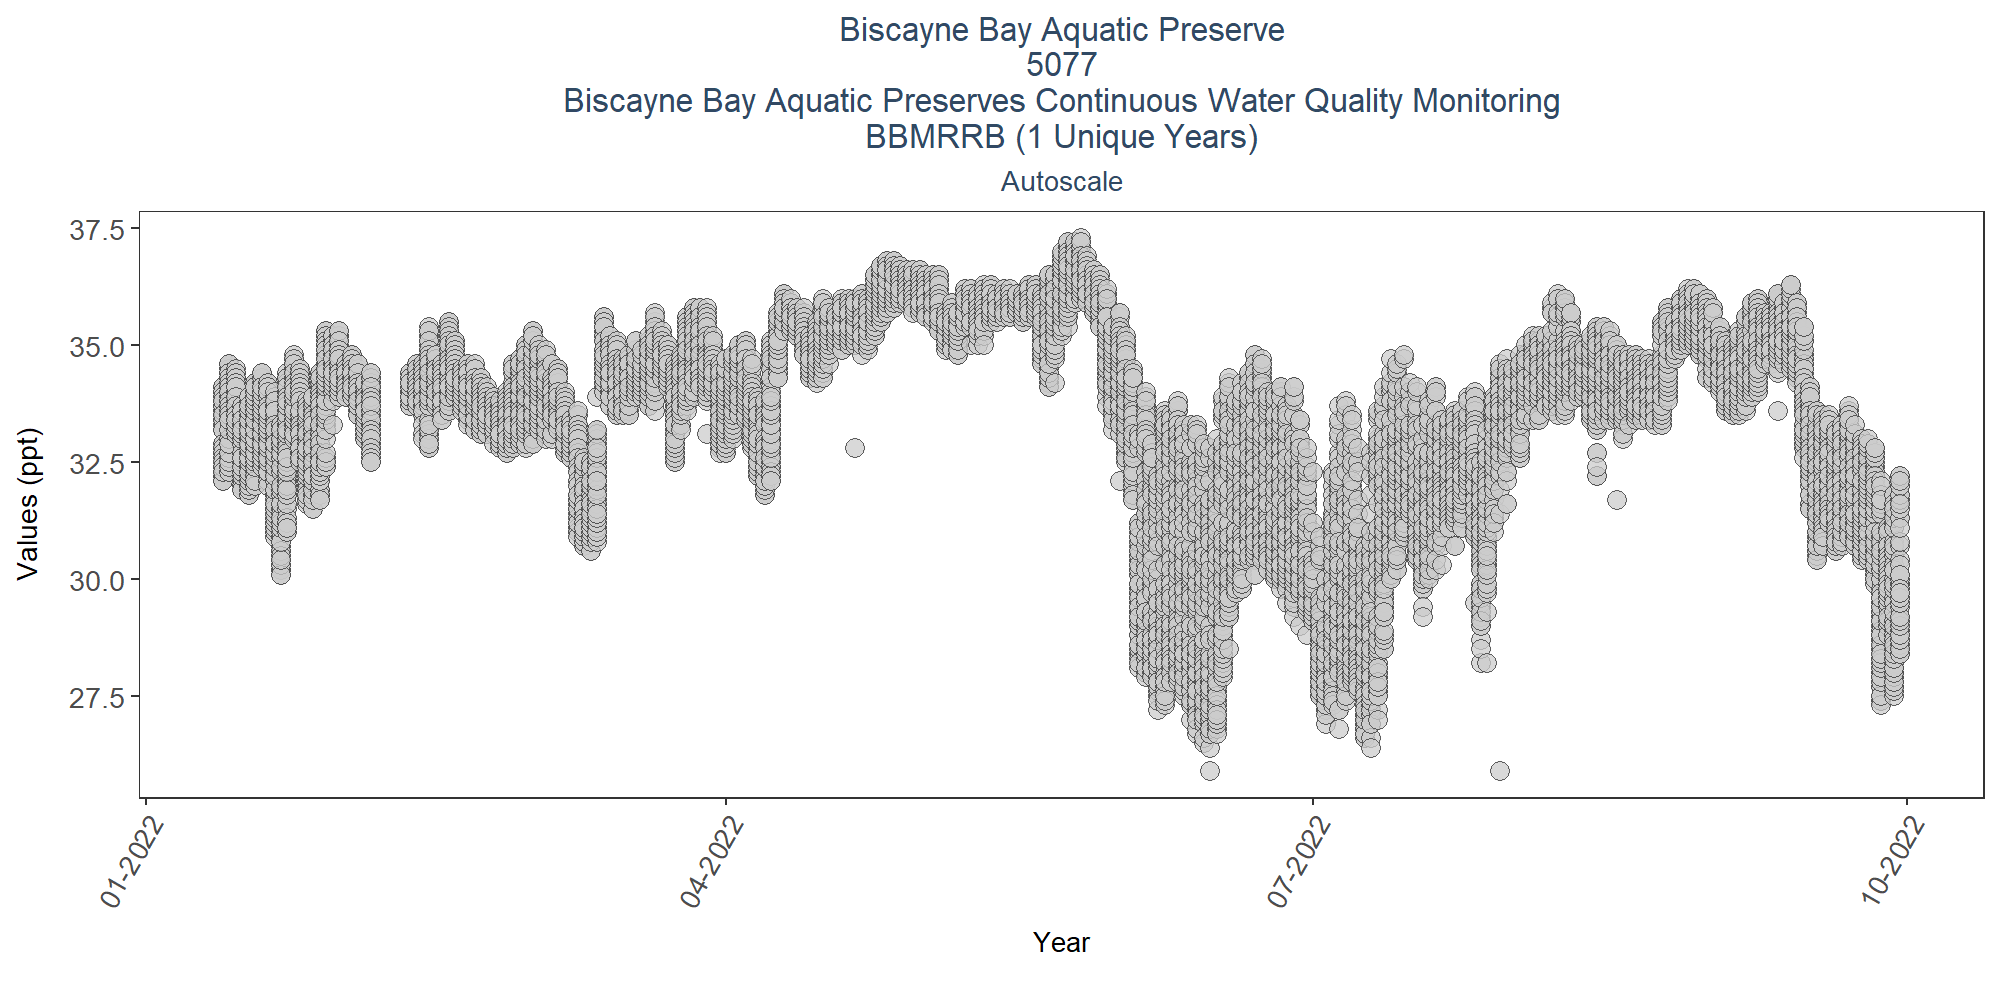 Biscayne Bay Aquatic Preserve
5077
Biscayne Bay Aquatic Preserves Continuous Water Quality Monitoring
BBMRRB (1 Unique Years)
Autoscale
Values (ppt)
37.5
35.0
32.5
30.0
27.5
01-2022
04-2022
07-2022
10-2022
Year